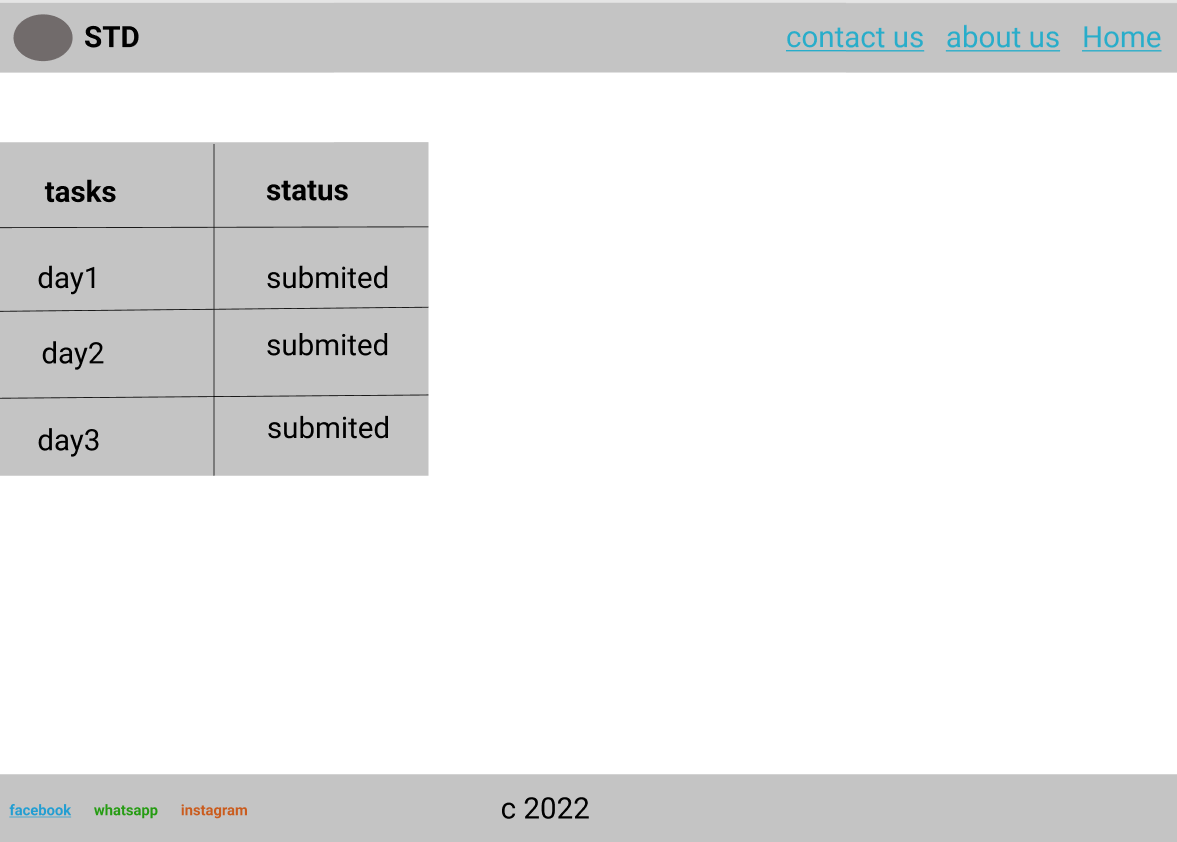 STD contact us about us Home
tasks status
day1 submited
day2 submited
day3 submited
facebook whatsapp instagram c 2022